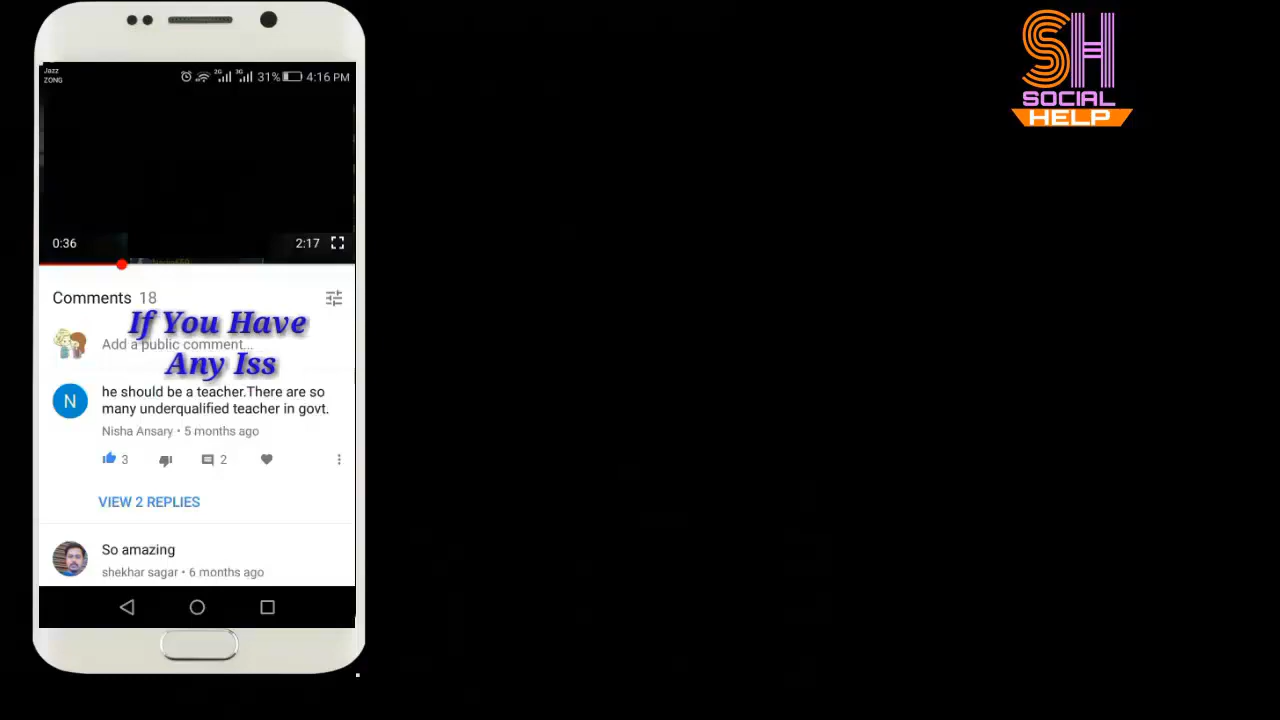 Jazz
ZONG
2G
3G
31%
4:16 PM
SH
SOCIAL
HELP
0:36
2:17
Comments 18
If You Have
Add a public comment...
Any Iss
N
he should be a teacher.There are so
many underqualified teacher in govt.
Nisha Ansary • 5 months ago
3
2
VIEW 2 REPLIES
So amazing
shekhar sagar • 6 months ago